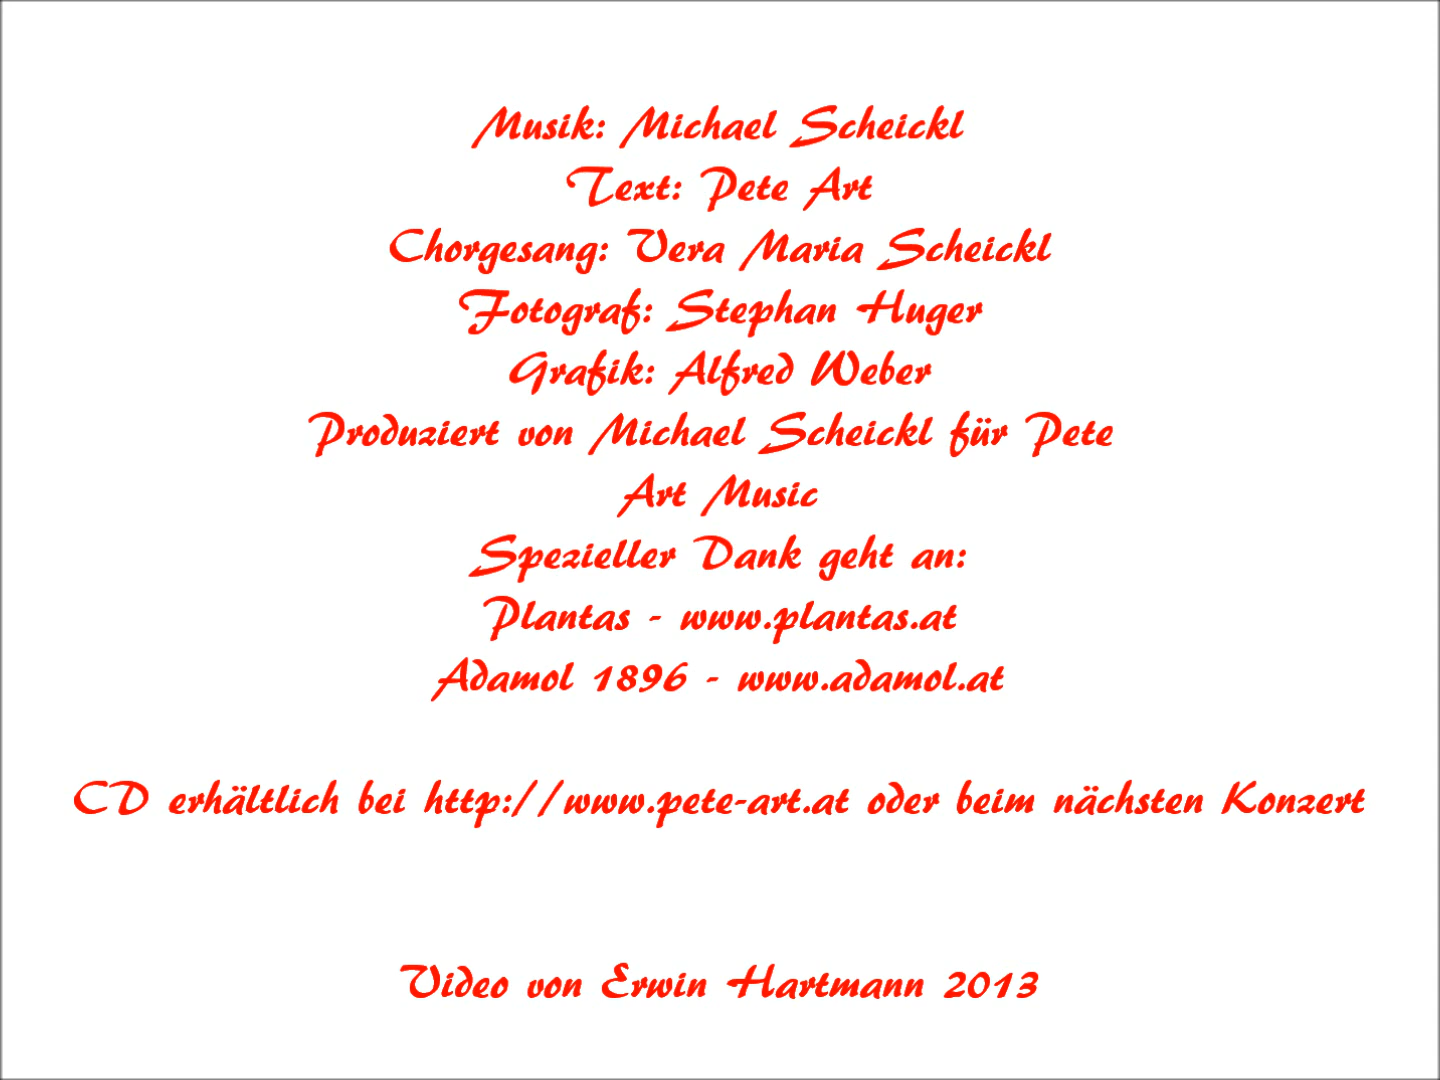 Musik: Michael Scheickl
Text: Pete Art
Chorgesang: Vera Maria Scheickl
Fotograf: Stephan Huger
Grafik: Alfred Weber
Produziert von Michael Scheickl für Pete
Art Music
Spezieller Dank geht an:
Plantas - www.plantas.at
Adamol 1896 - www.adamol.at
CD erhältlich bei http://www.pete-art.at oder beim nächsten Konzert
Video von Erwin Hartmann 2013